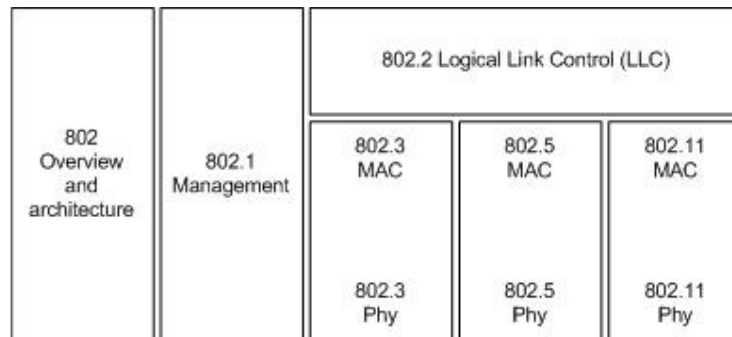 802
Overview
and
architecture
802.1
Management
802.2 Logical Link Control (LLC)
802.3
MAC
802.5
MAC
802.11
MAC
802.3
Phy
802.5
Phy
802.11
Phy